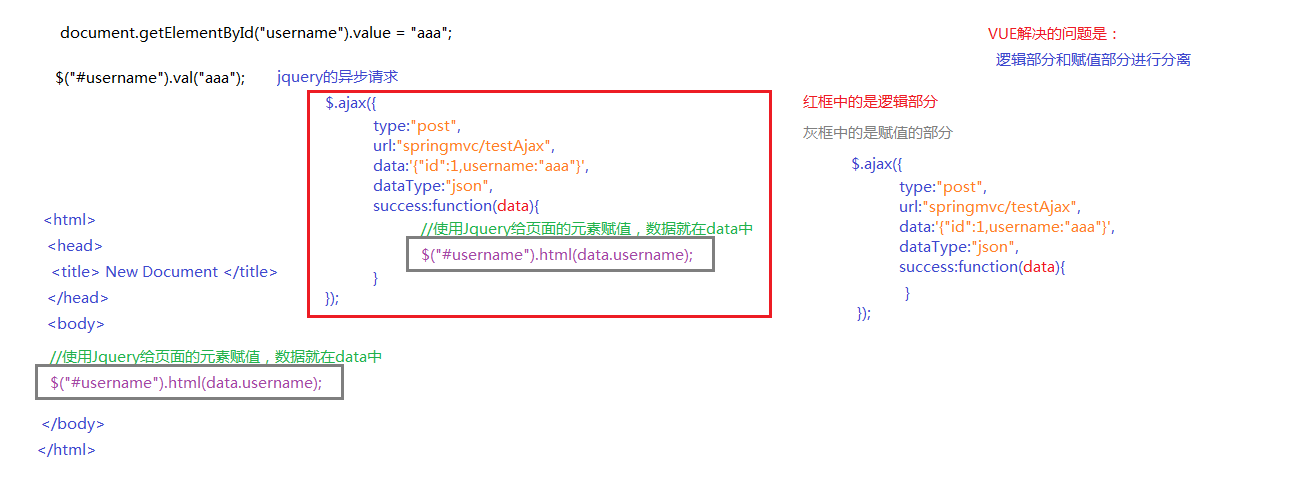 document.getElementById("username").value = "aaa";
$("#username").val("aaa");
jquery的异步请求
$.ajax({
type:"post",
url:"springmvc/testAjax",
data:'{"id":1,username:"aaa"}',
dataType:"json",
success:function(data){
//使用Jquery给页面的元素赋值，数据就在data中
$("#username").html(data.username);
}
});
<html>
<head>
<title> New Document </title>
</head>
<body>
//使用Jquery给页面的元素赋值，数据就在data中
$("#username").html(data.username);
</body>
</html>
VUE解决的问题是：
逻辑部分和赋值部分进行分离
红框中的是逻辑部分
灰框中的是赋值的部分
$.ajax({
type:"post",
url:"springmvc/testAjax",
data:'{"id":1,username:"aaa"}',
dataType:"json",
success:function(data){
}
});